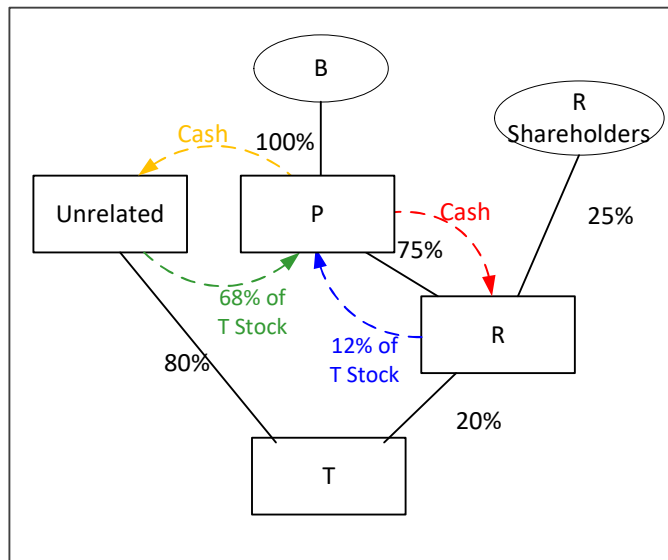 B
R
Shareholders
Cash
100%
Unrelated
P
Cash
25%
75%
68% of
T Stock
12% of
T Stock
R
80%
20%
T